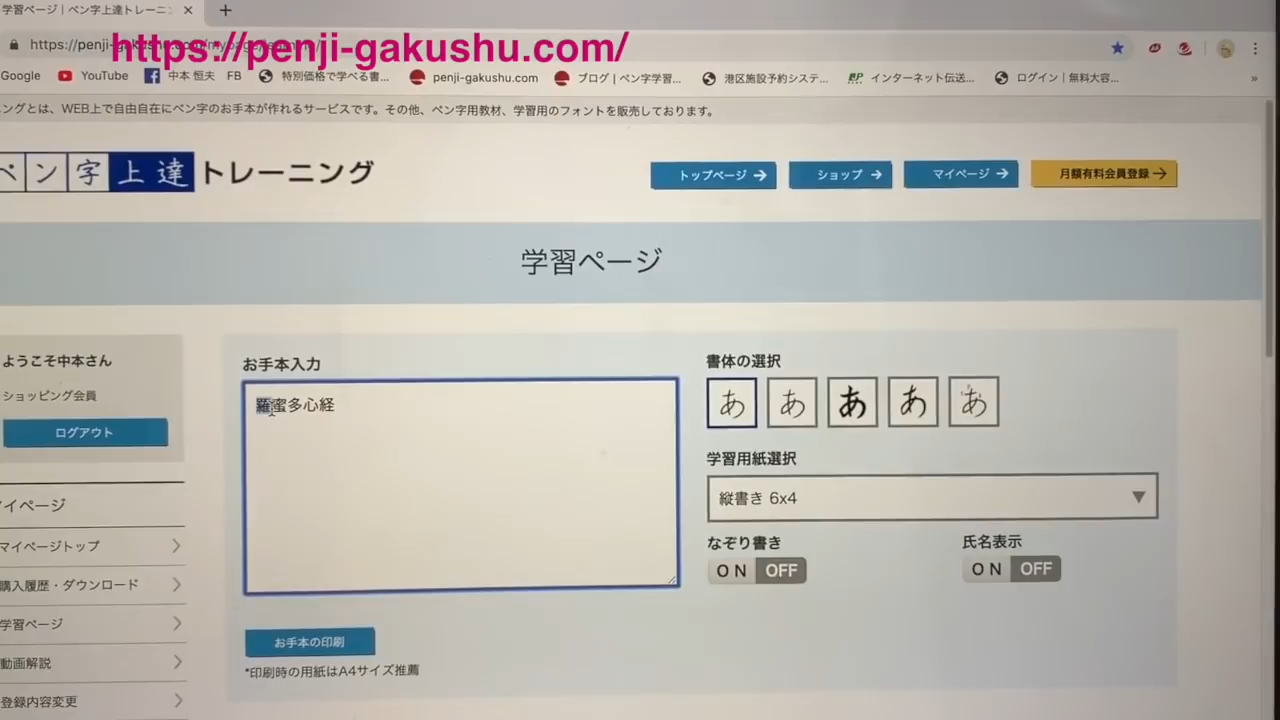 学習ページ | ペン字上達トレーニ
https://penji-gakushu.com/
Google YouTube 中本 恒夫 FB 特別価格で学べる書... penji-gakushu.com ブログ | ペン字学習... 港区施設予約システ... インターネット伝送... ログイン | 無料大容...
ングとは、WEB上で自由自在にペン字のお手本が作れるサービスです。その他、ペン字用教材、学習用のフォントを販売しております。
ペン字上達トレーニング
トップページ ショップ マイページ 月額有料会員登録
学習ページ
ようこそ中本さん
ショッピング会員
ログアウト
マイページ
マイページトップ
購入履歴・ダウンロード
学習ページ
動画解説
登録内容変更
お手本入力
羅蜜多心経
お手本の印刷
*印刷時の用紙はA4サイズ推薦
書体の選択
あ あ あ あ あ
学習用紙選択
縦書き 6x4
なぞり書き 氏名表示
ON OFF ON OFF